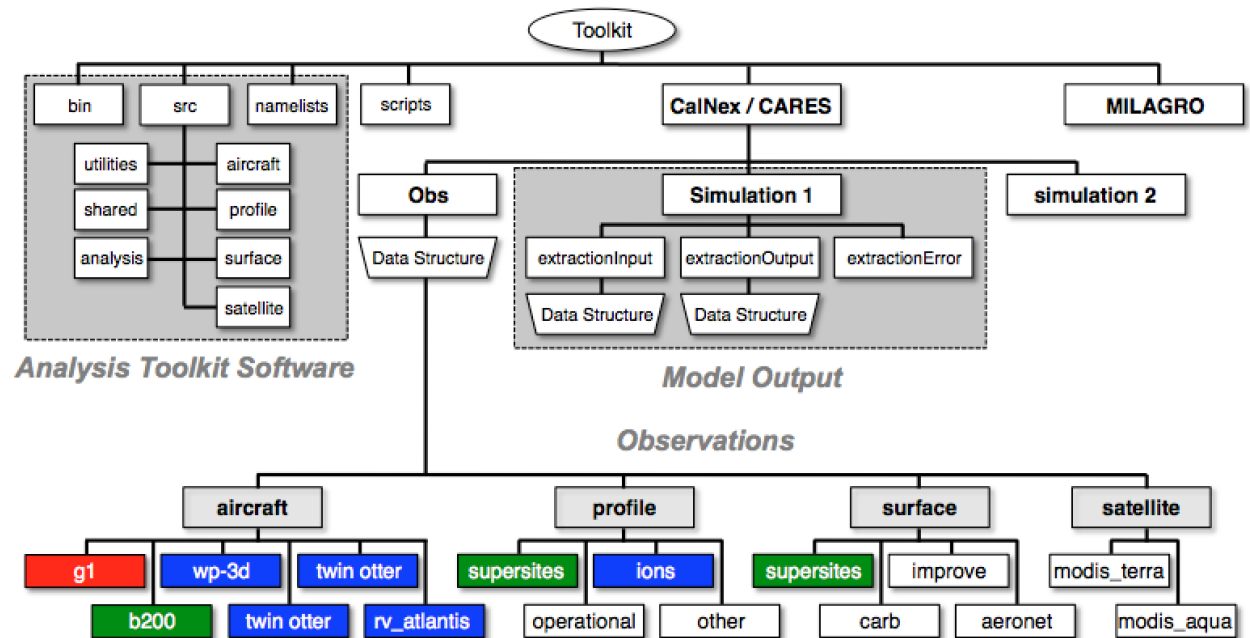 Toolkit
bin
src
namelists
scripts
CalNex / CARES
MILAGRO
utilities
aircraft
shared
profile
analysis
surface
satellite
Obs
Data Structure
Simulation 1
simulation 2
extractionInput
extractionOutput
extractionError
Data Structure
Data Structure
Analysis Toolkit Software
Model Output
Observations
aircraft
profile
surface
satellite
g1
wp-3d
twin otter
supersites
ions
supersites
improve
modis_terra
b200
twin otter
rv_atlantis
operational
other
carb
aeronet
modis_aqua